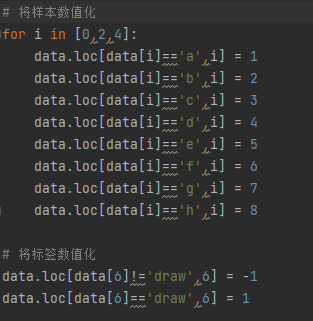 # 将样本数值化
for i in [0,2,4]:
    data.loc[data[i]=='a',i] = 1
    data.loc[data[i]=='b',i] = 2
    data.loc[data[i]=='c',i] = 3
    data.loc[data[i]=='d',i] = 4
    data.loc[data[i]=='e',i] = 5
    data.loc[data[i]=='f',i] = 6
    data.loc[data[i]=='g',i] = 7
    data.loc[data[i]=='h',i] = 8
# 将标签数值化
data.loc[data[6]!='draw',6] = -1
data.loc[data[6]=='draw',6] = 1